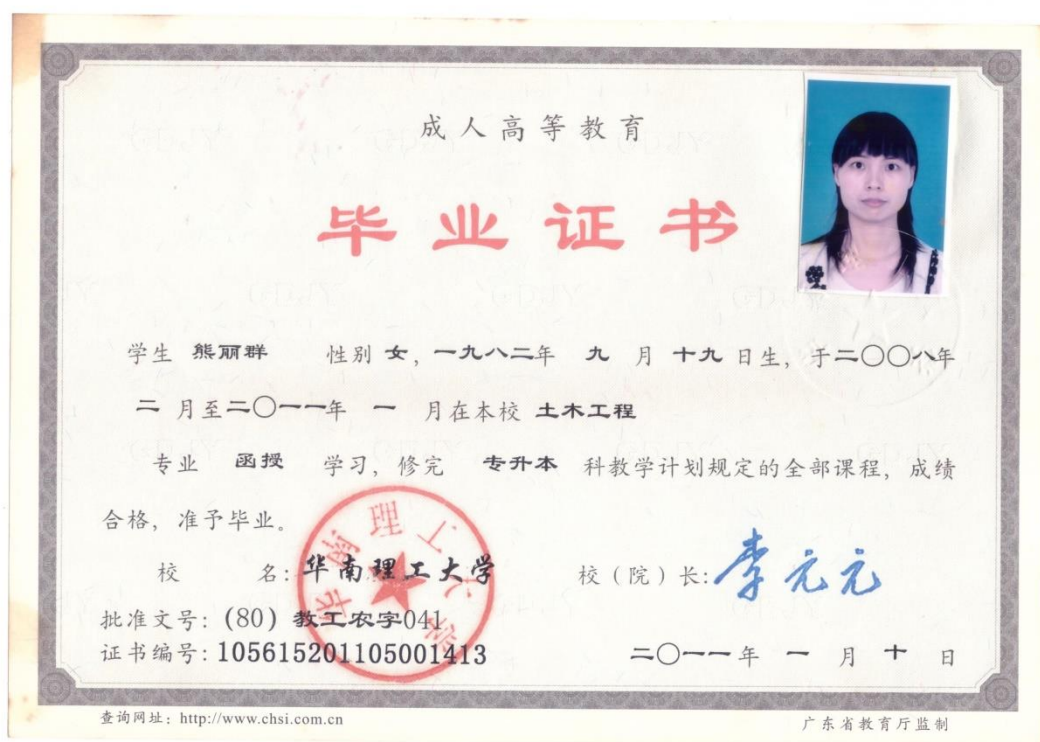 成人高等教育
毕业证书
学生 熊丽群 性别 女，一九八二年 九 月 十九 日生，于二〇〇八年
二 月至二〇一一年 一 月在本校 土木工程
专业 函授 学习，修完 专升本 科教学计划规定的全部课程，成绩
合格，准予毕业。
校 名：华南理工大学 校（院）长：李元元
批准文号：(80) 教工农字041
证书编号：105615201105001413 二〇一一年 一 月 十 日
查询网址：http://www.chsi.com.cn 广东省教育厅监制
华南理工大学